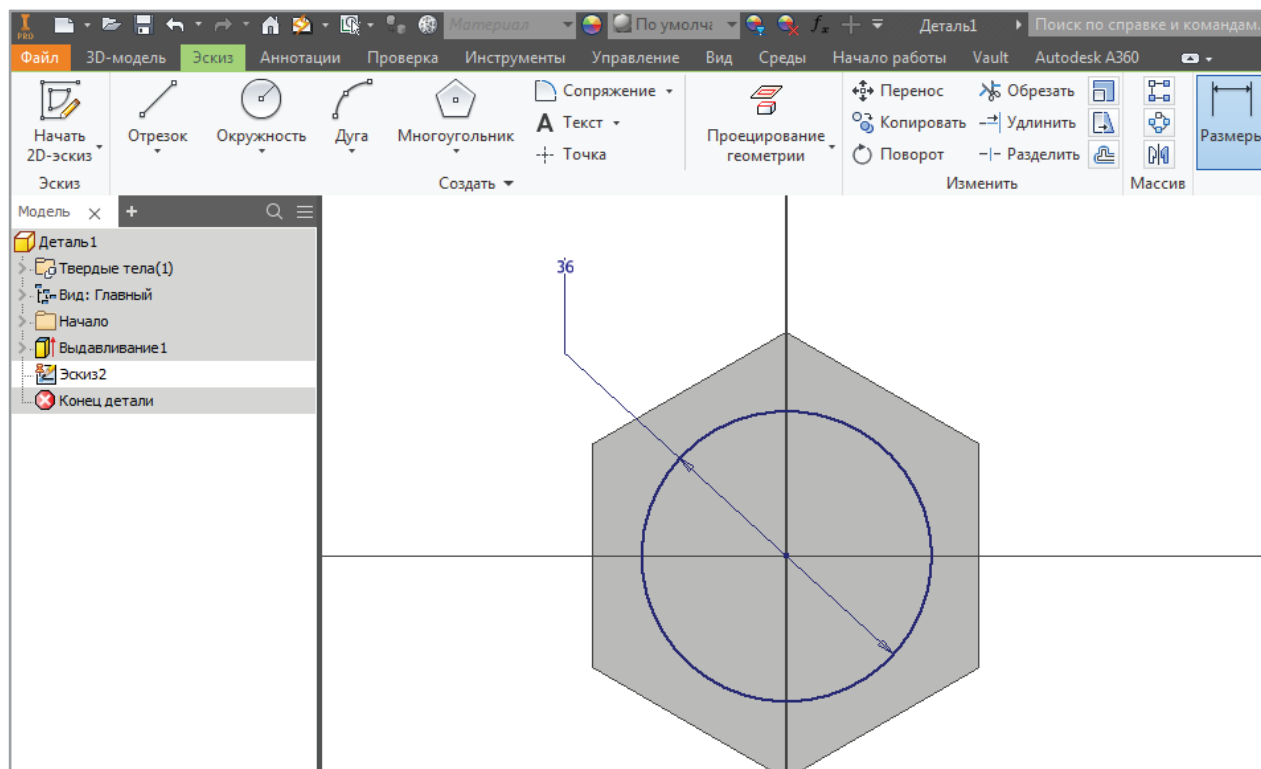 PRO Материал По умолча fx Деталь1 Поиск по справке и командам.
Файл 3D-модель Эскиз Аннотации Проверка Инструменты Управление Вид Среды Начало работы Vault Autodesk A360
Начать 2D-эскиз Отрезок Окружность Дуга Многоугольник
Сопряжение
A Текст
Точка
Проецирование геометрии
Перенос Обрезать
Копировать Удлинить
Поворот Разделить
Размеры
Эскиз Создать Изменить Массив
Модель
Деталь1
Твердые тела(1)
Вид: Главный
Начало
Выдавливание1
Эскиз2
Конец детали
36